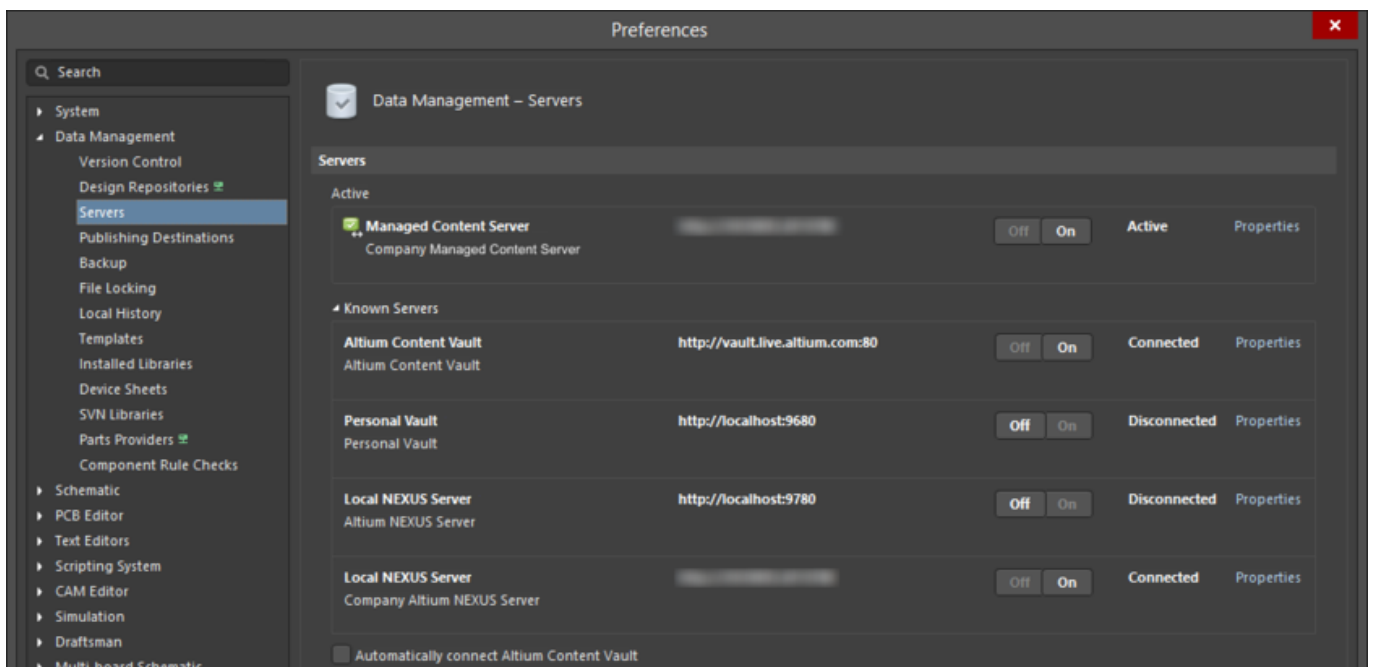 Preferences
Search
System
Data Management
Version Control
Design Repositories
Servers
Publishing Destinations
Backup
File Locking
Local History
Templates
Installed Libraries
Device Sheets
SVN Libraries
Parts Providers
Component Rule Checks
Schematic
PCB Editor
Text Editors
Scripting System
CAM Editor
Simulation
Draftsman
Multi-board Schematic
Data Management – Servers
Servers
Active
Managed Content Server Off On Active Properties
Company Managed Content Server
Known Servers
Altium Content Vault http://vault.live.altium.com:80 Off On Connected Properties
Altium Content Vault
Personal Vault http://localhost:9680 Off On Disconnected Properties
Personal Vault
Local NEXUS Server http://localhost:9780 Off On Disconnected Properties
Altium NEXUS Server
Local NEXUS Server Off On Connected Properties
Company Altium NEXUS Server
Automatically connect Altium Content Vault